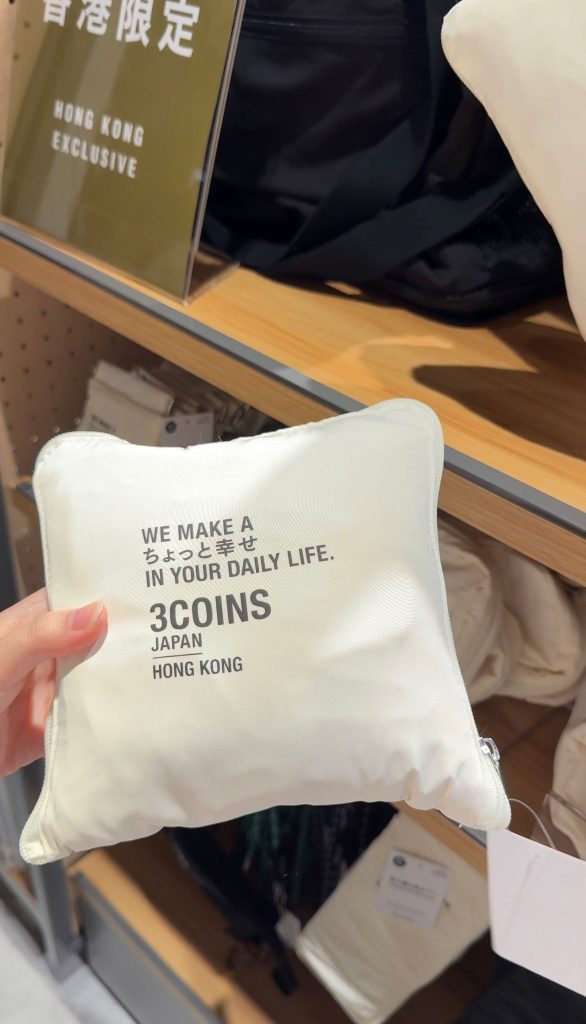 香港限定
HONG KONG
EXCLUSIVE
WE MAKE A
ちょっと幸せ
IN YOUR DAILY LIFE.
3COINS
JAPAN
HONG KONG